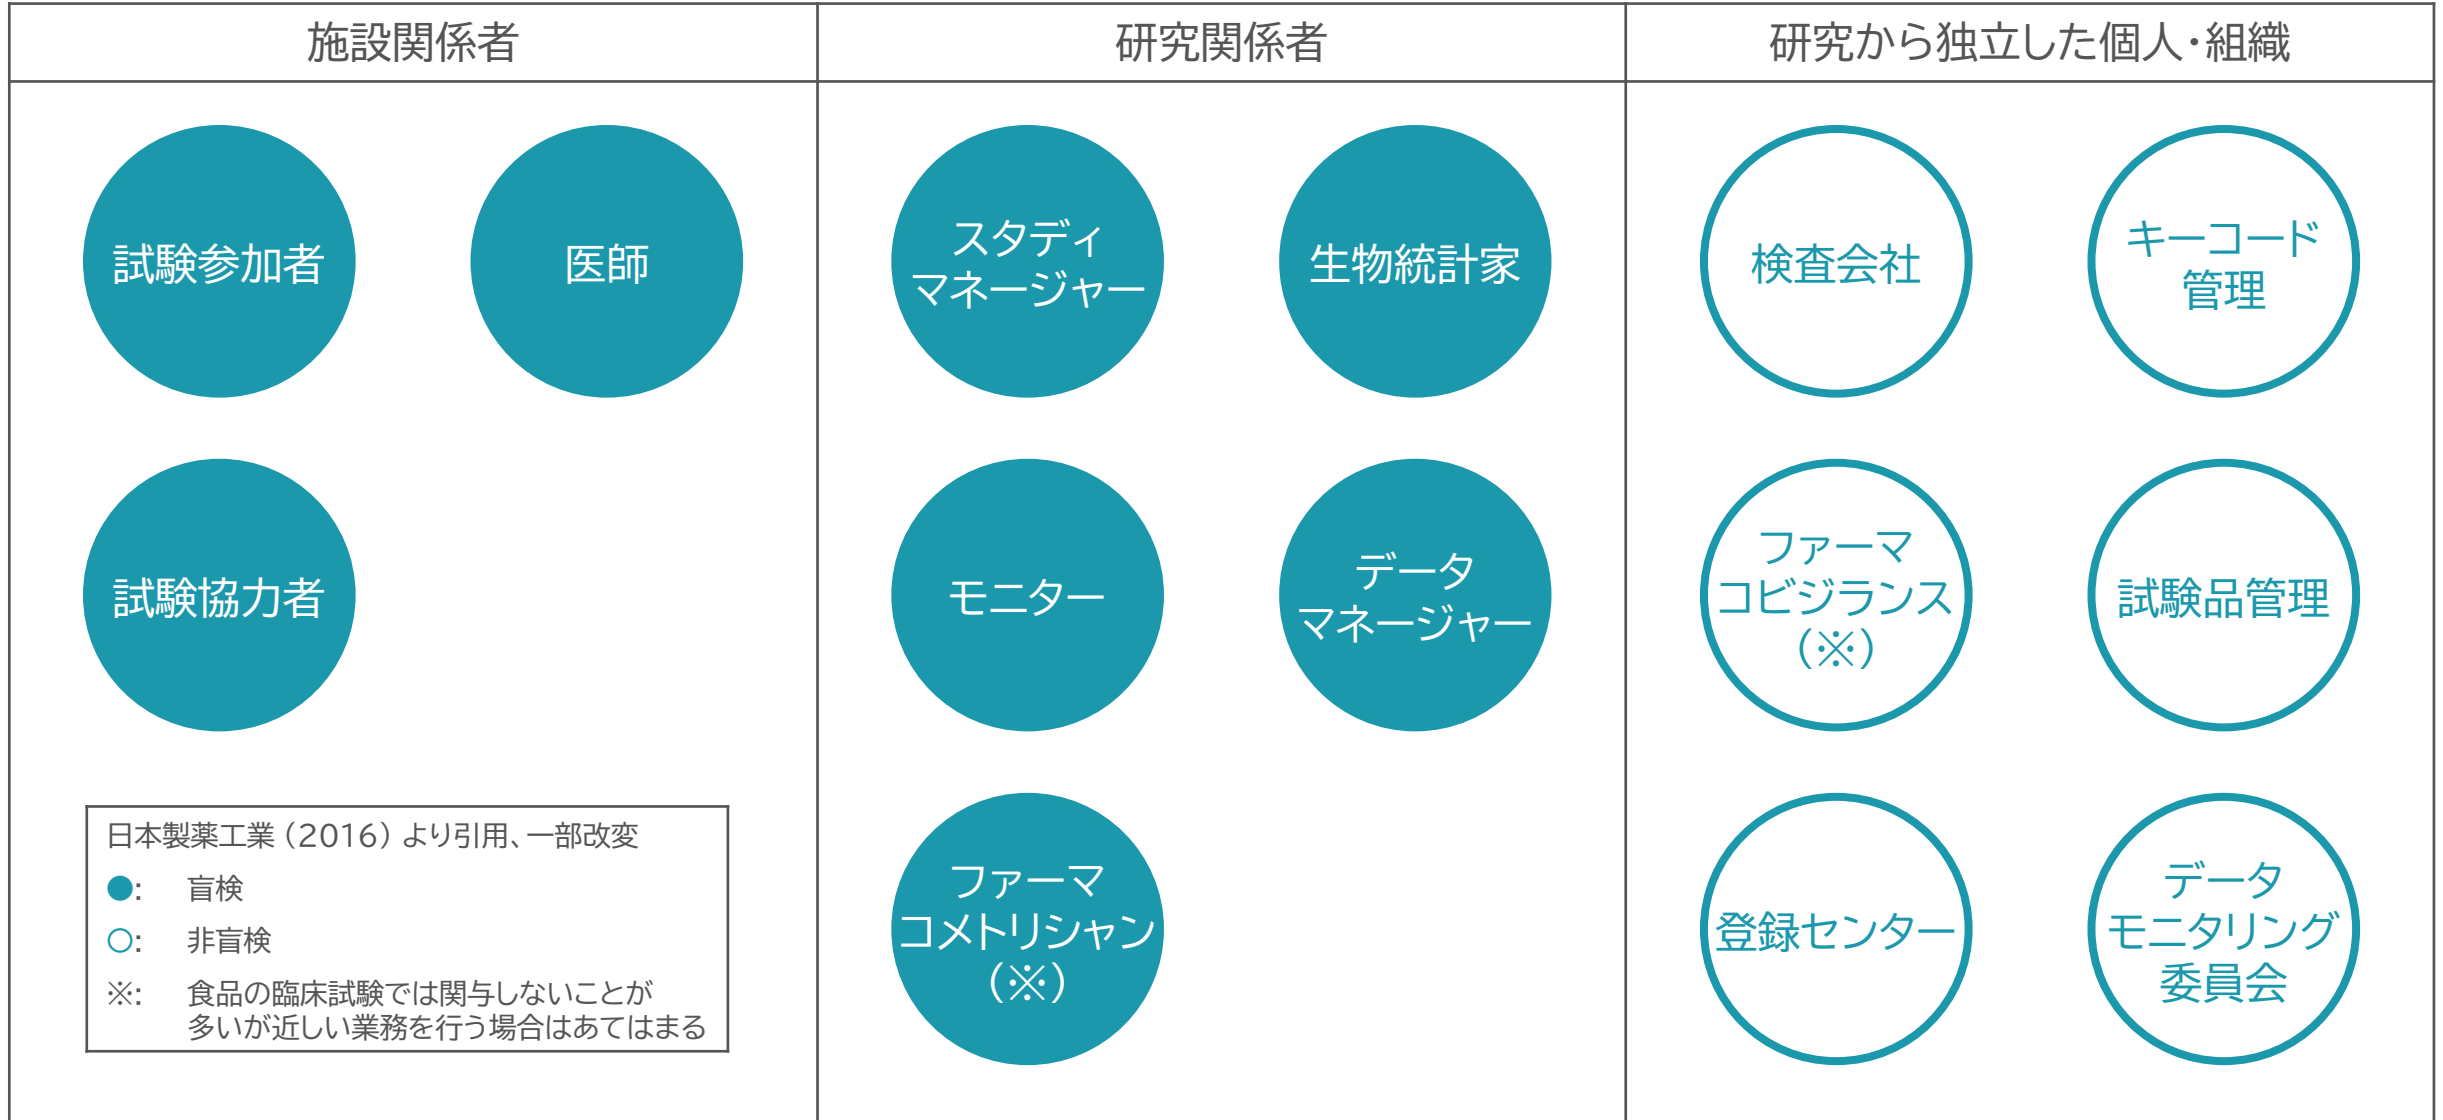 施設関係者
研究関係者
研究から独立した個人・組織
試験参加者
医師
試験協力者
スタディ
マネージャー
生物統計家
モニター
データ
マネージャー
ファーマ
コメトリシャン
(※)
検査会社
キーコード
管理
ファーマ
コビジランス
(※)
試験品管理
登録センター
データ
モニタリング
委員会
日本製薬工業 (2016) より引用、一部改変
●: 盲検
○: 非盲検
※: 食品の臨床試験では関与しないことが
多いが近しい業務を行う場合はあてはまる